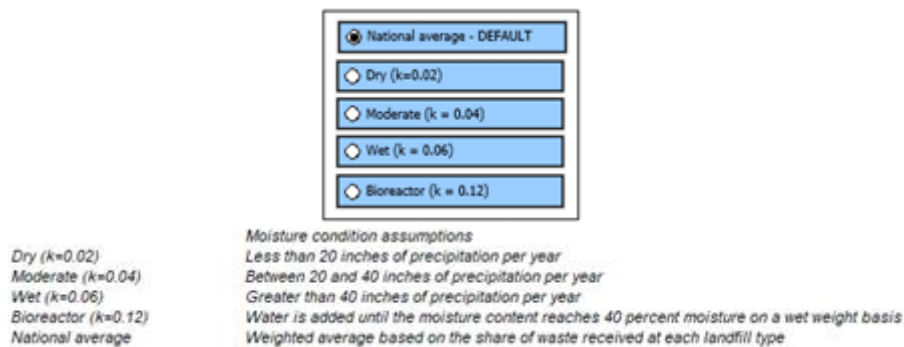 National average - DEFAULT
Dry (k=0.02)
Moderate (k = 0.04)
Wet (k = 0.06)
Bioreactor (k = 0.12)
Moisture condition assumptions
Dry (k=0.02) Less than 20 inches of precipitation per year
Moderate (k=0.04) Between 20 and 40 inches of precipitation per year
Wet (k=0.06) Greater than 40 inches of precipitation per year
Bioreactor (k=0.12) Water is added until the moisture content reaches 40 percent moisture on a wet weight basis
National average Weighted average based on the share of waste received at each landfill type